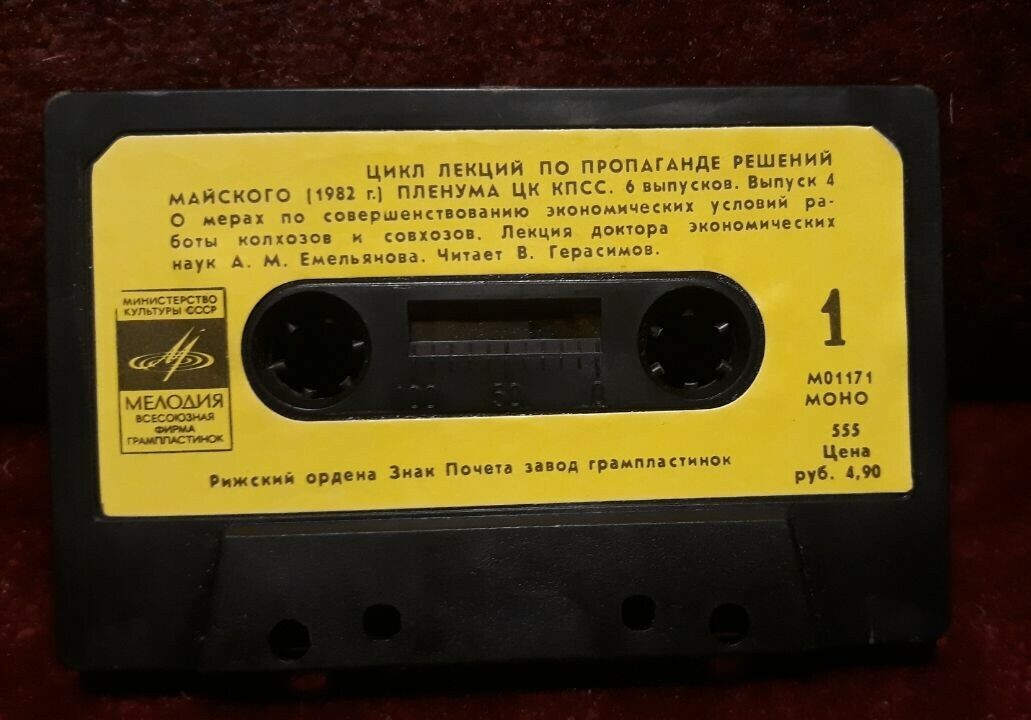 ЦИКЛ ЛЕКЦИЙ ПО ПРОПАГАНДЕ РЕШЕНИЙ
МАЙСКОГО (1982 г.) ПЛЕНУМА ЦК КПСС. 6 выпусков. Выпуск 4
О мерах по совершенствованию экономических условий ра-
боты колхозов и совхозов. Лекция доктора экономических
наук А. М. Емельянова. Читает В. Герасимов.
МИНИСТЕРСТВО
КУЛЬТУРЫ СССР
МЕЛОДИЯ
ВСЕСОЮЗНАЯ
ФИРМА
ГРАМПЛАСТИНОК
100 50 0
1
М01171
МОНО
555
Цена
руб. 4,90
Рижский ордена Знак Почета завод грампластинок